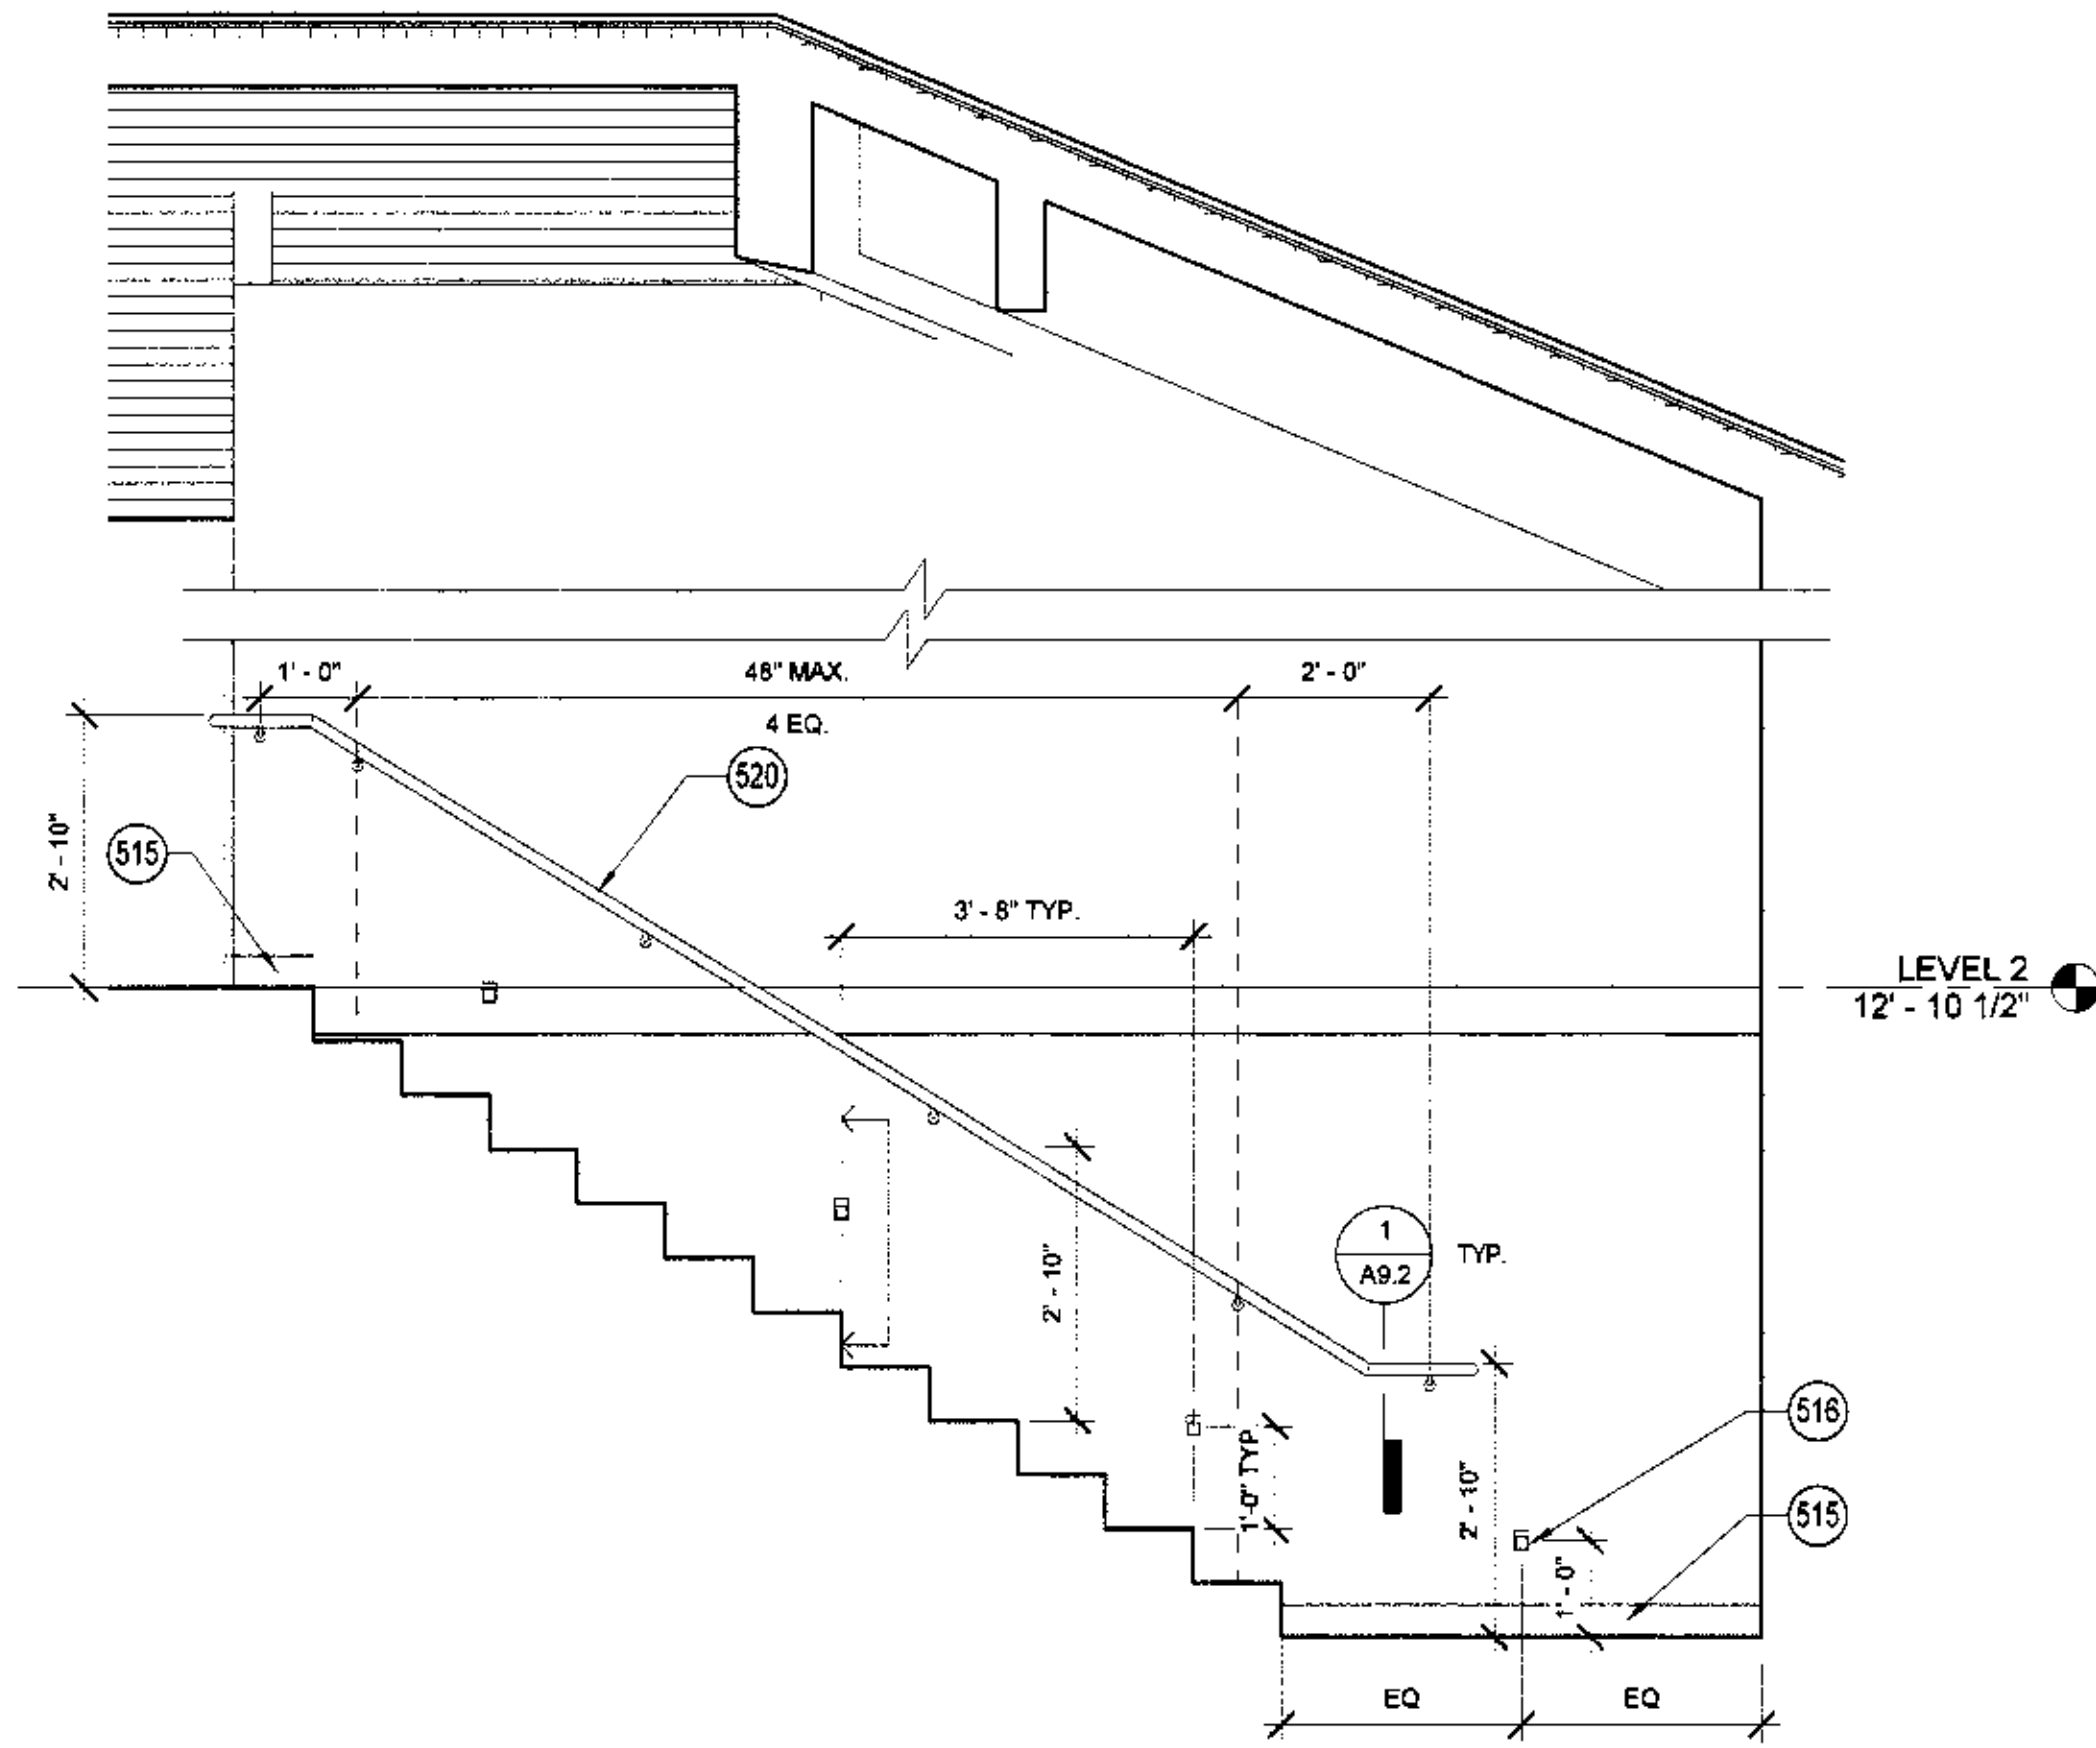 1' - 0"
48" MAX.
2' - 0"
4 EQ.
520
2' - 10"
515
3' - 8" TYP.
LEVEL 2
12' - 10 1/2"
2' - 10"
1
A9.2
TYP.
516
1'-0" TYP
2' - 10"
515
1' - 0"
EQ
EQ